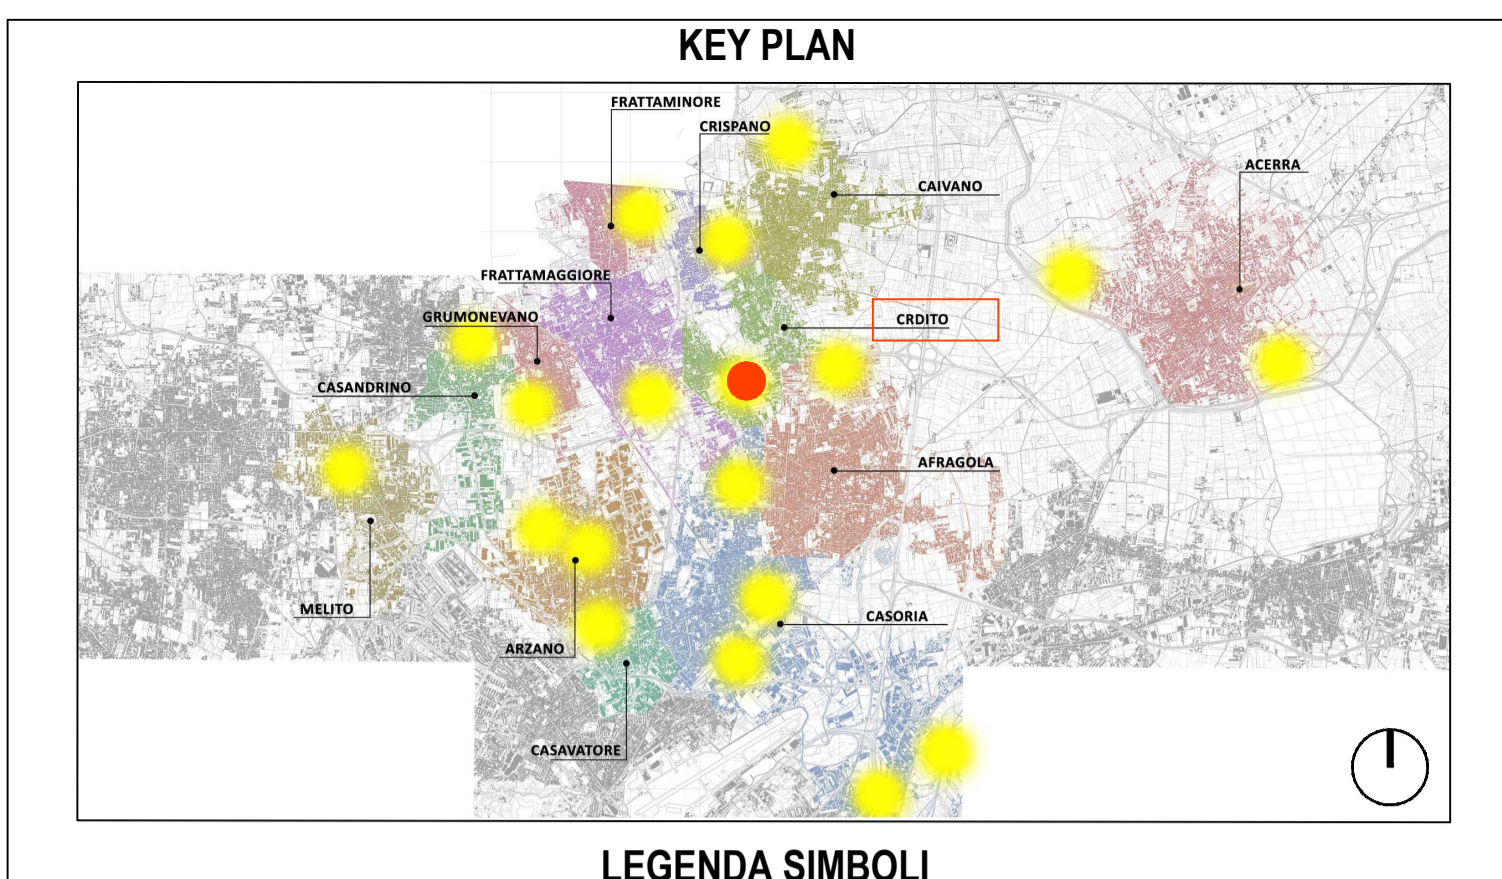 KEY PLAN
FRATTAMINORE
CRISPANO
ACERRA
CAIVANO
FRATTAMAGGIORE
GRUMONEVANO
CRDITO
CASANDRINO
AFRAGOLA
MELITO
CASORIA
ARZANO
CASAVATORE
LEGENDA SIMBOLI